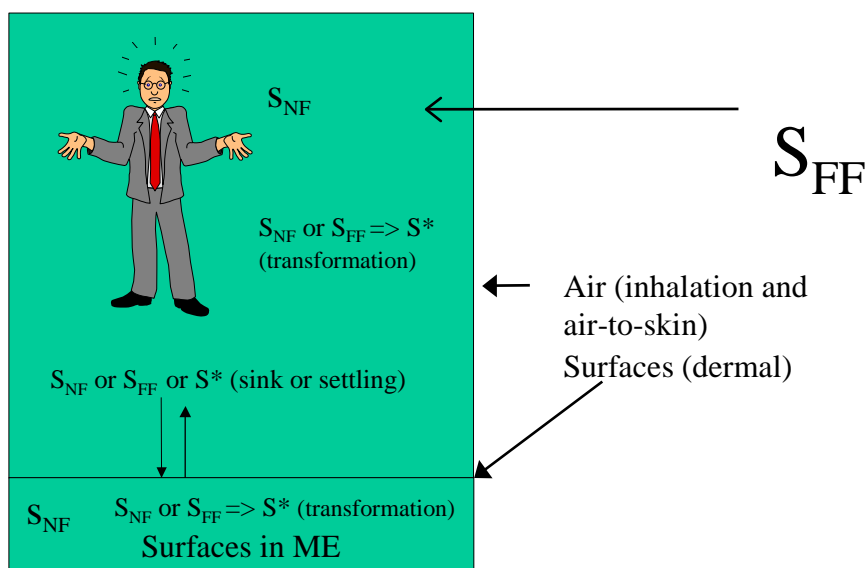 S_NF
S_FF
S_NF or S_FF => S*
(transformation)
Air (inhalation and
air-to-skin)
Surfaces (dermal)
S_NF or S_FF or S* (sink or settling)
S_NF
S_NF or S_FF => S* (transformation)
Surfaces in ME